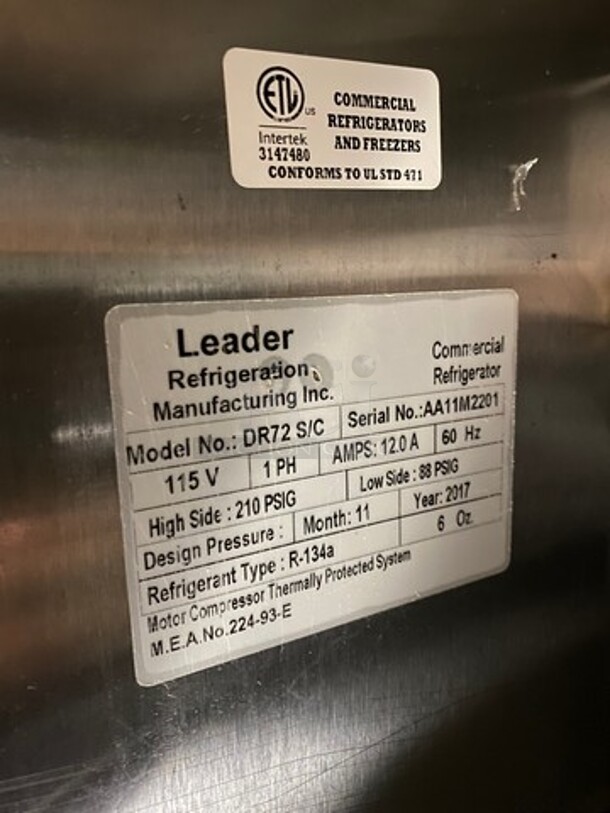 ETL
US
Intertek
3147480
COMMERCIAL
REFRIGERATORS
AND FREEZERS
CONFORMS TO UL STD 471
Leader
Refrigeration
Manufacturing Inc.
Commercial
Refrigerator
Model No.: DR72 S/C Serial No.:AA11M2201
115 V 1 PH AMPS: 12.0 A 60 Hz
High Side : 210 PSIG Low Side : 88 PSIG
Design Pressure : Month: 11 Year: 2017
Refrigerant Type : R-134a 6 Oz.
Motor Compressor Thermally Protected System
M.E.A.No.224-93-E